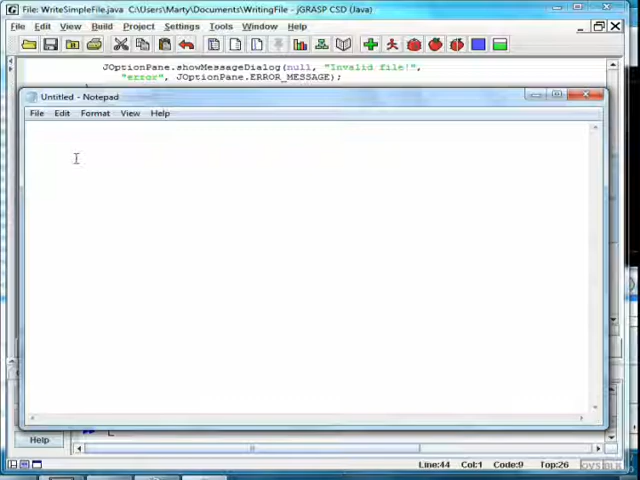 File: WriteSimpleFile.java C:\Users\Marty\Documents\WritingFile - jGRASP CSD (Java)
File Edit View Build Project Settings Tools Window Help
JOptionPane.showMessageDialog(null, "Invalid file!",
"error", JOptionPane.ERROR_MESSAGE);
Untitled - Notepad
File Edit Format View Help
Help
Line:44 Col:1 Code:9 Top:26 OVS BLK